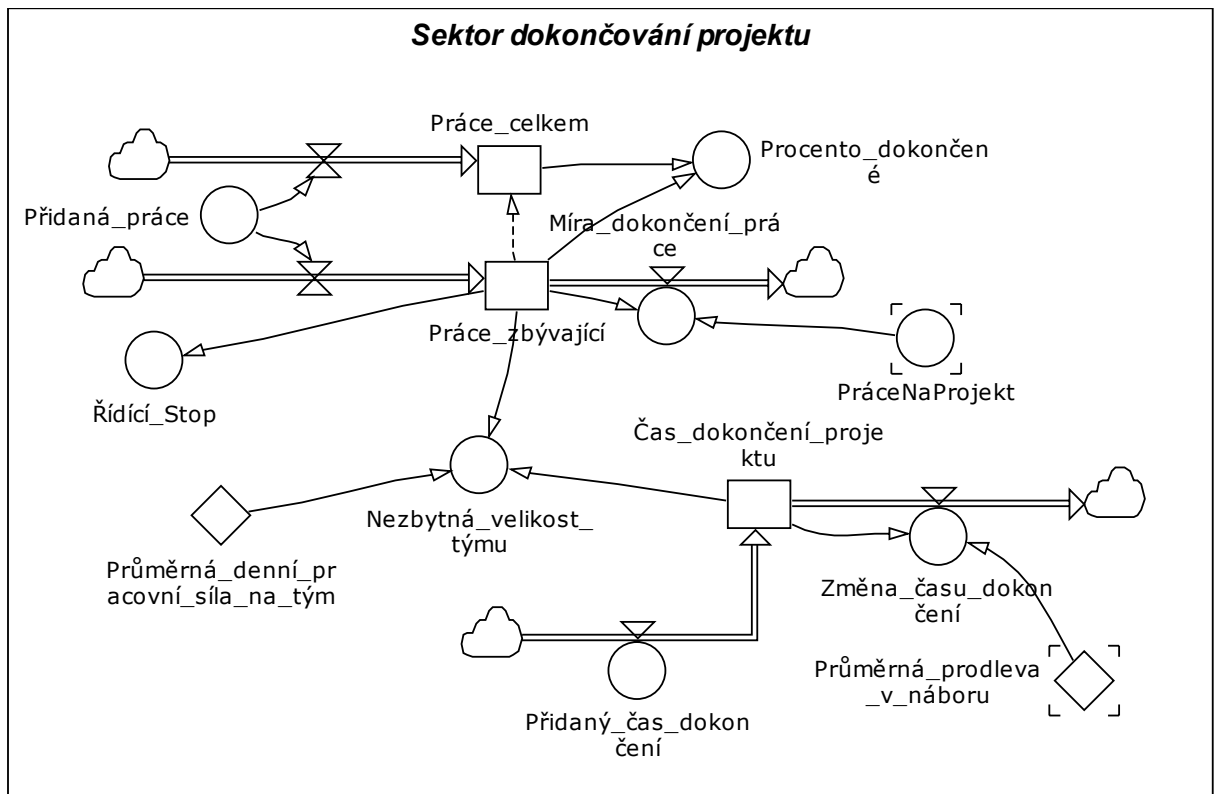 Sektor dokončování projektu
Práce_celkem
Procento_dokončen
é
Přidaná_práce
Míra_dokončení_prá
ce
Práce_zbývající
PráceNaProjekt
Řídící_Stop
Čas_dokončení_proje
ktu
Nezbytná_velikost_
týmu
Průměrná_denní_pr
acovní_síla_na_tým
Změna_času_dokon
čení
Průměrná_prodleva
_v_náboru
Přidaný_čas_dokon
čení